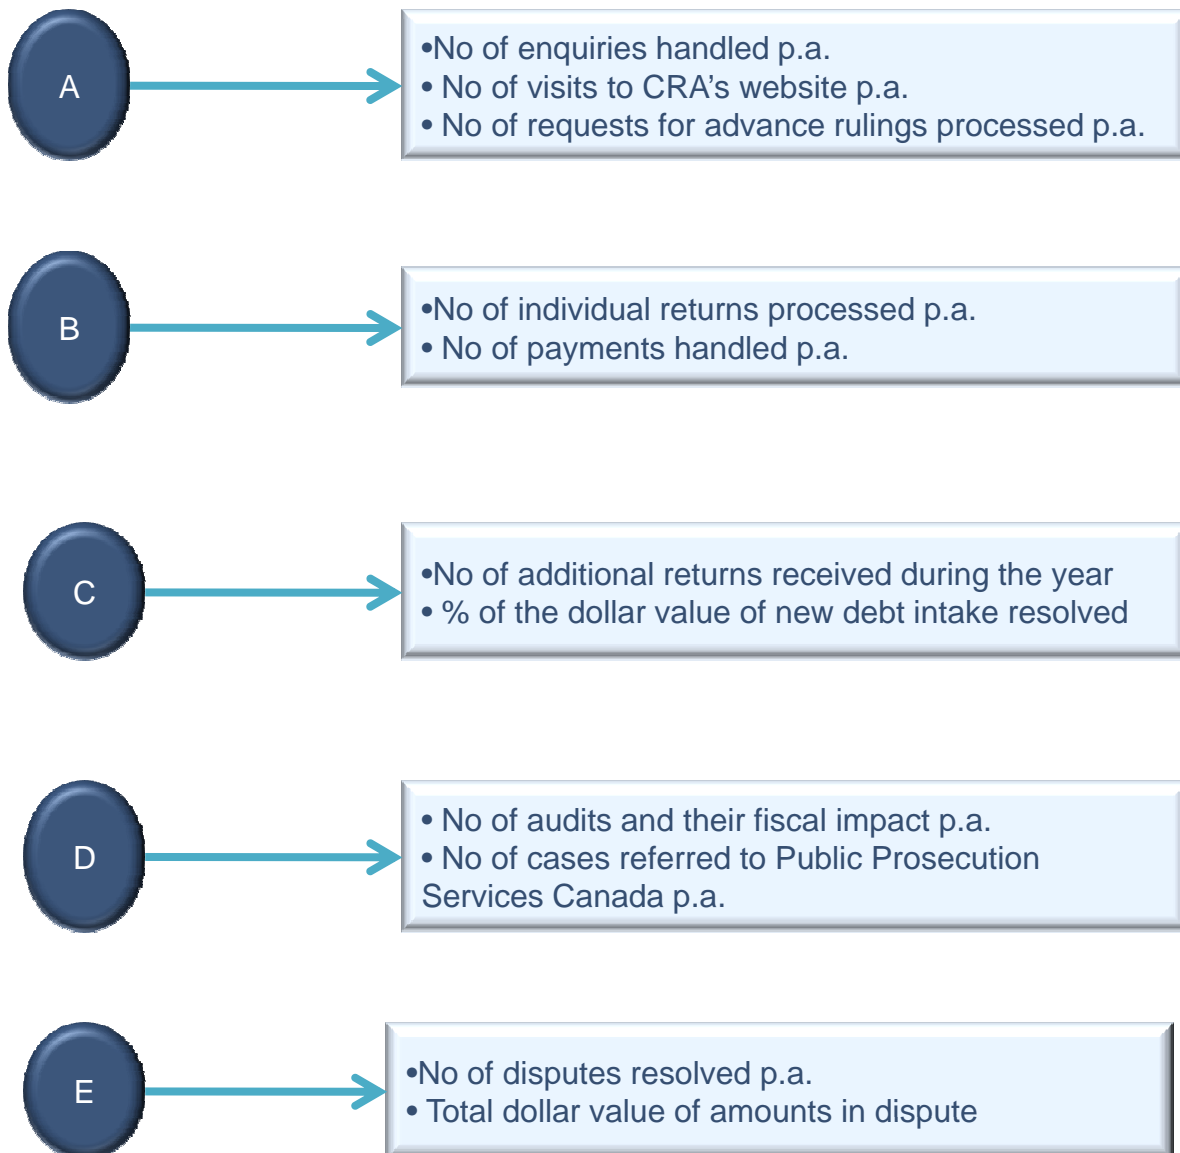 A
•No of enquiries handled p.a.
• No of visits to CRA’s website p.a.
• No of requests for advance rulings processed p.a.
B
•No of individual returns processed p.a.
• No of payments handled p.a.
C
•No of additional returns received during the year
• % of the dollar value of new debt intake resolved
D
• No of audits and their fiscal impact p.a.
• No of cases referred to Public Prosecution
Services Canada p.a.
E
•No of disputes resolved p.a.
• Total dollar value of amounts in dispute